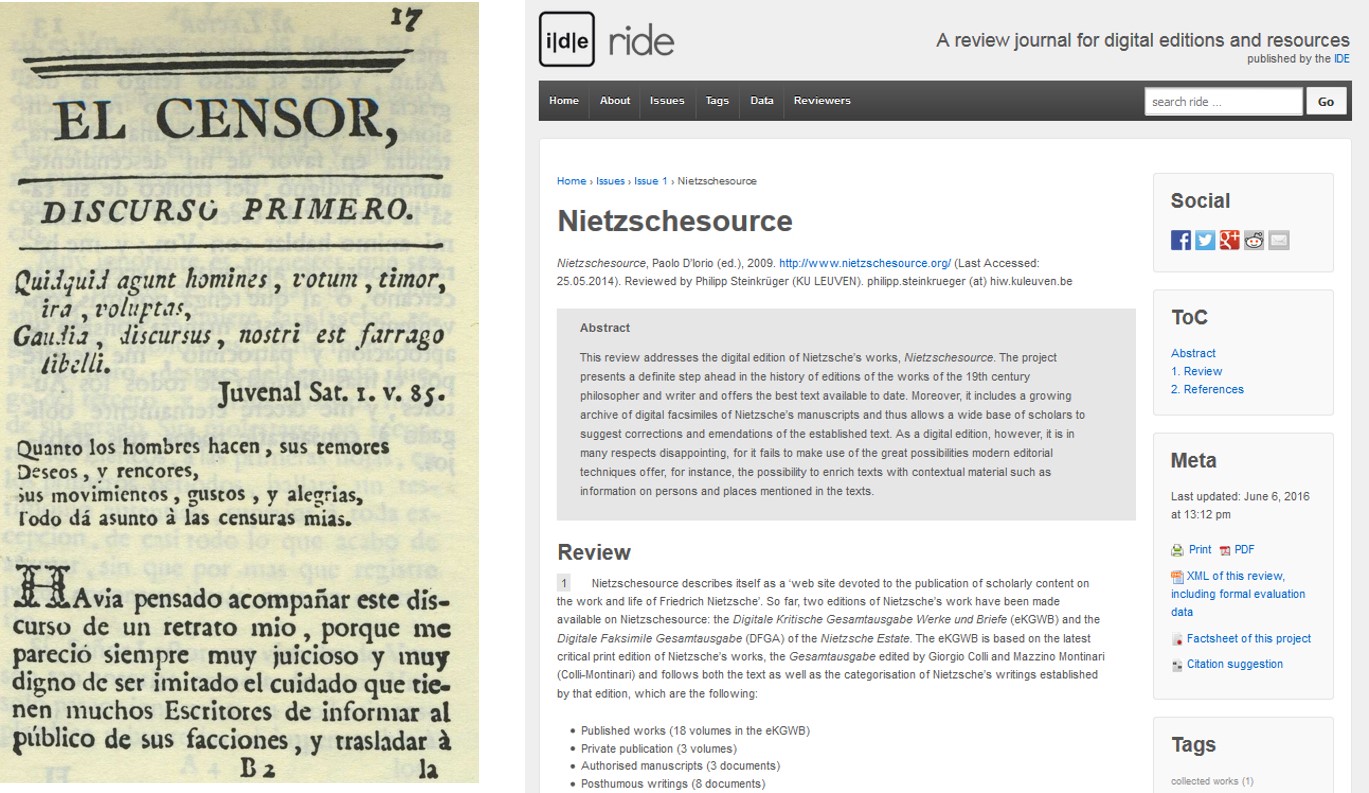 17
EL CENSOR,
DISCURSO PRIMERO.
Quidquid agunt homines, votum, timor,
ira, voluptas,
Gaudia, discursus, nostri est farrago
libelli.
Juvenal Sat. 1. v. 85.
Quanto los hombres hacen, sus temores
Deseos, y rencores,
Sus movimientos, gustos, y alegrias,
Todo dá asunto à las censuras mias.
HAvia pensado acompañar este dis-
curso de un retrato mio, porque me
pareció siempre muy juicioso y muy
digno de ser imitado el cuidado que tie-
nen muchos Escritores de informar al
público de sus facciones, y trasladar à
B 2 la
i|d|e ride
A review journal for digital editions and resources
published by the IDE
Home About Issues Tags Data Reviewers
search ride ... Go
Home › Issues › Issue 1 › Nietzschesource
Nietzschesource
Nietzschesource, Paolo D'Iorio (ed.), 2009. http://www.nietzschesource.org/ (Last Accessed:
25.05.2014). Reviewed by Philipp Steinkrüger (KU LEUVEN). philipp.steinkrueger (at) hiw.kuleuven.be
Abstract
This review addresses the digital edition of Nietzsche's works, Nietzschesource. The project
presents a definite step ahead in the history of editions of the works of the 19th century
philosopher and writer and offers the best text available to date. Moreover, it includes a growing
archive of digital facsimiles of Nietzsche's manuscripts and thus allows a wide base of scholars to
suggest corrections and emendations of the established text. As a digital edition, however, it is in
many respects disappointing, for it fails to make use of the great possibilities modern editorial
techniques offer, for instance, the possibility to enrich texts with contextual material such as
information on persons and places mentioned in the texts.
Review
1 Nietzschesource describes itself as a 'web site devoted to the publication of scholarly content on
the work and life of Friedrich Nietzsche'. So far, two editions of Nietzsche's work have been made
available on Nietzschesource: the Digitale Kritische Gesamtausgabe Werke und Briefe (eKGWB) and the
Digitale Faksimile Gesamtausgabe (DFGA) of the Nietzsche Estate. The eKGWB is based on the latest
critical print edition of Nietzsche's works, the Gesamtausgabe edited by Giorgio Colli and Mazzino Montinari
(Colli-Montinari) and follows both the text as well as the categorisation of Nietzsche's writings established
by that edition, which are the following:
• Published works (18 volumes in the eKGWB)
• Private publication (3 volumes)
• Authorised manuscripts (3 documents)
• Posthumous writings (8 documents)
Social
ToC
Abstract
1. Review
2. References
Meta
Last updated: June 6, 2016
at 13:12 pm
Print PDF
XML of this review,
including formal evaluation
data
Factsheet of this project
Citation suggestion
Tags
collected works (1)